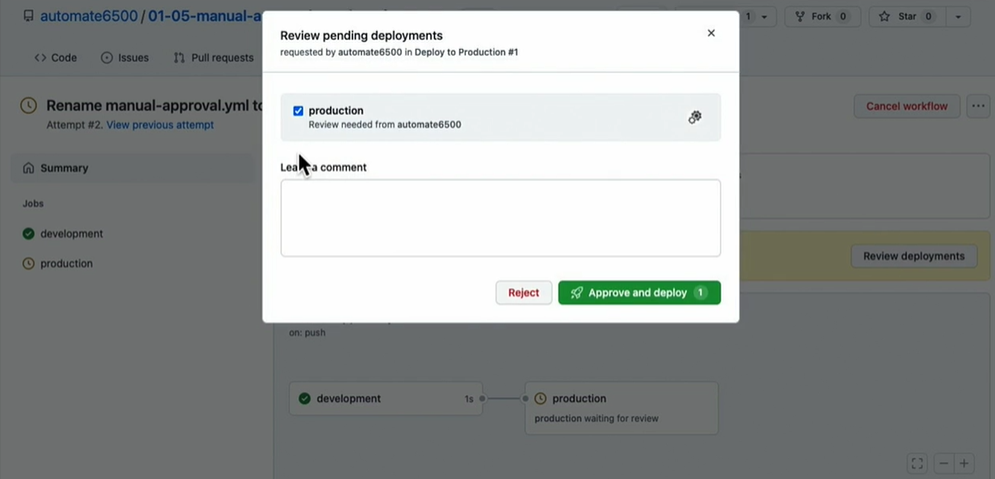 automate6500 / 01-05-manual-a
1
Fork 0
Star 0
Code
Issues
Pull requests
Review pending deployments
requested by automate6500 in Deploy to Production #1
production
Review needed from automate6500
Leave a comment
Reject
Approve and deploy 1
Rename manual-approval.yml to
Attempt #2. View previous attempt
Cancel workflow
Summary
Jobs
development
production
Review deployments
on: push
development
1s
production
production waiting for review